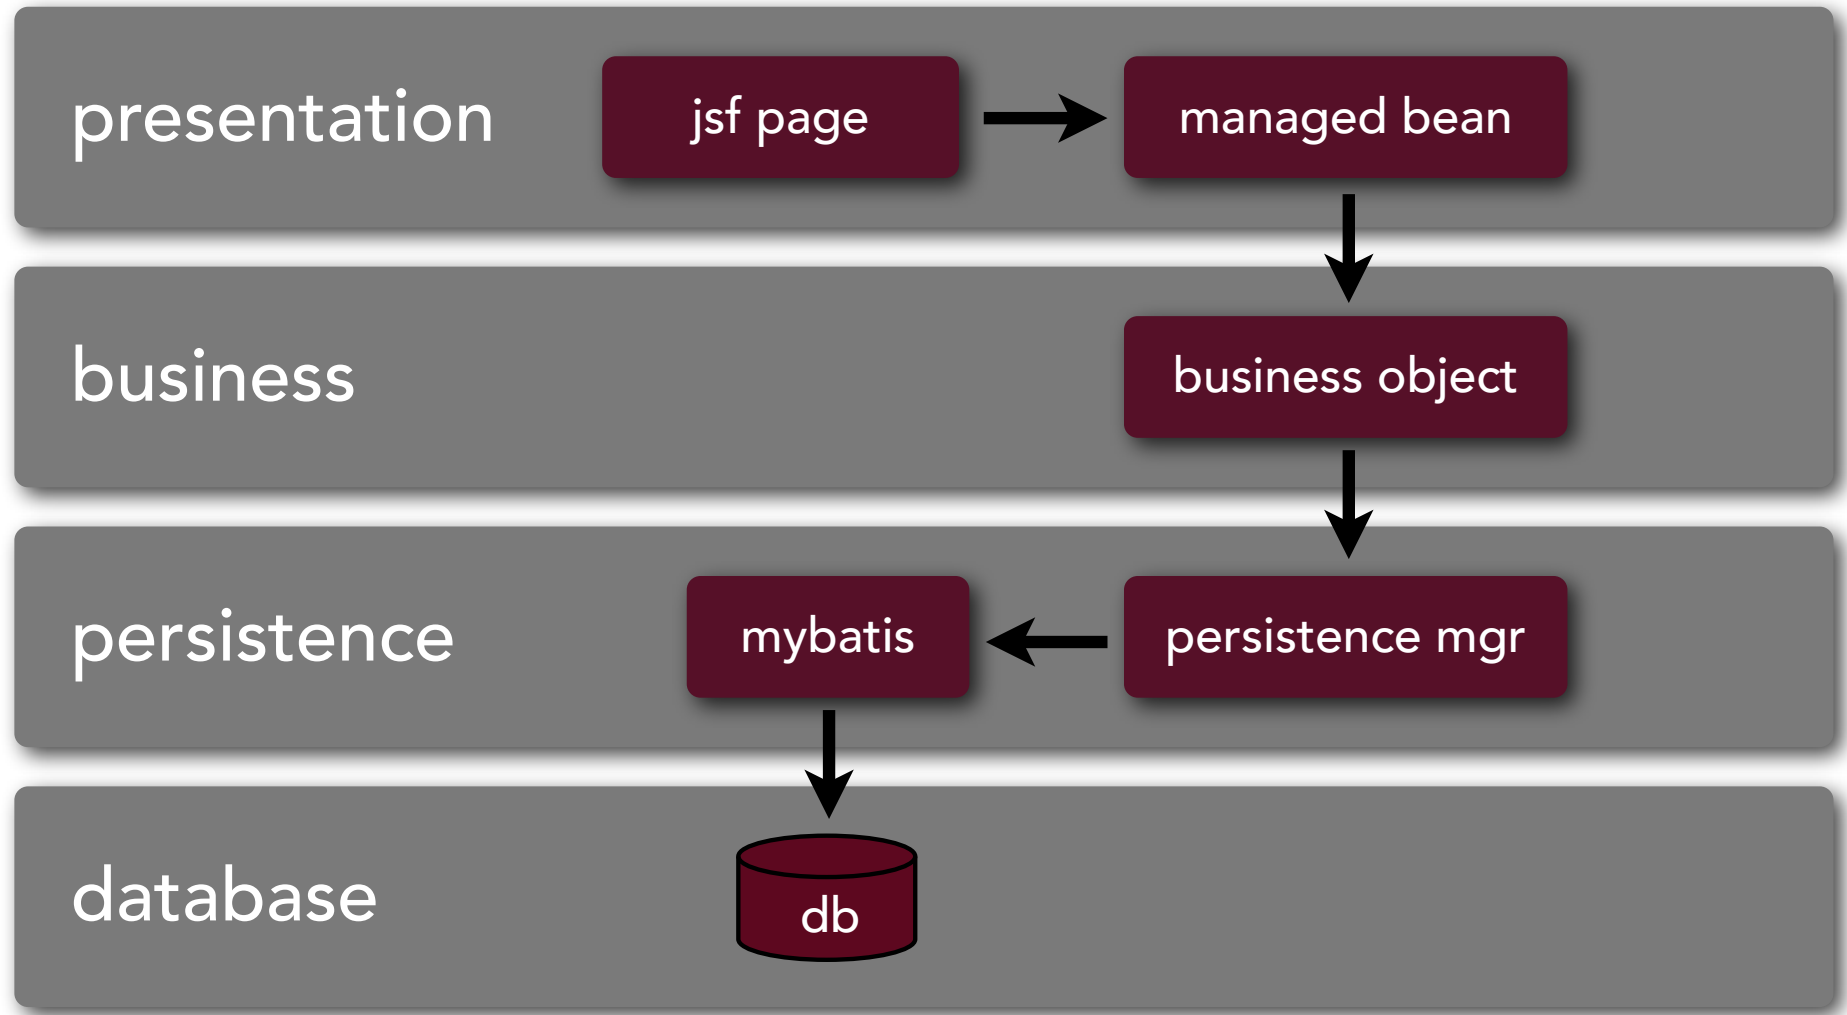 presentation
jsf page
managed bean
business
business object
persistence
mybatis
persistence mgr
database
db